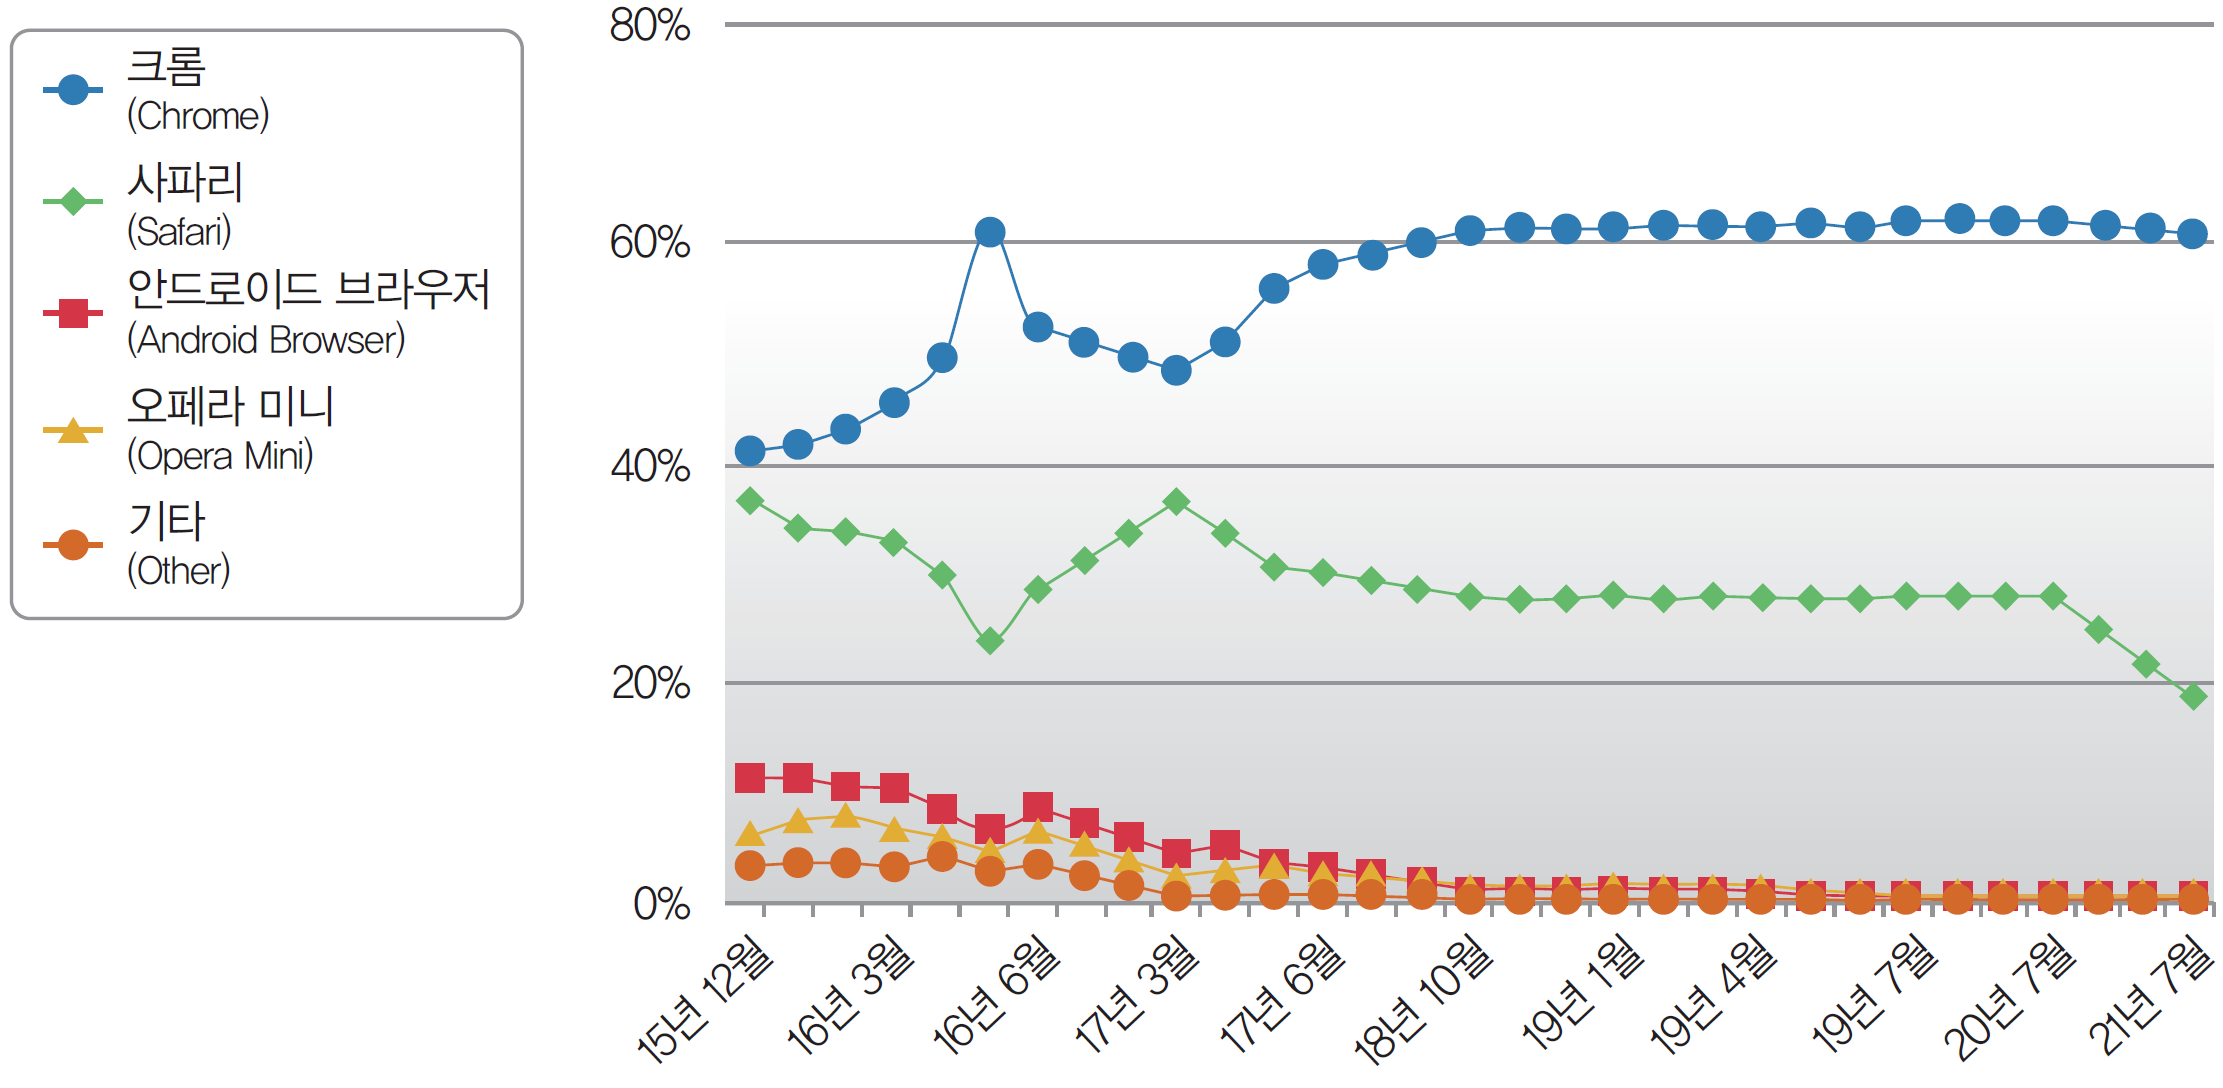 크롬
(Chrome)
사파리
(Safari)
안드로이드 브라우저
(Android Browser)
오페라 미니
(Opera Mini)
기타
(Other)
80%
60%
40%
20%
0%
15년 12월
16년 3월
16년 6월
17년 3월
17년 6월
18년 10월
19년 1월
19년 4월
19년 7월
20년 7월
21년 7월